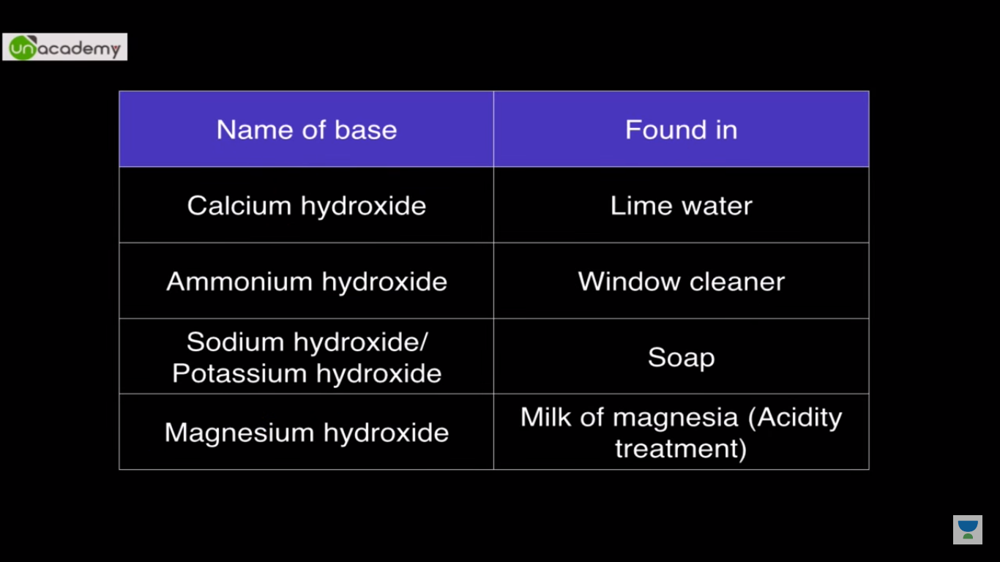 unacademy
Name of base
Found in
Calcium hydroxide
Lime water
Ammonium hydroxide
Window cleaner
Sodium hydroxide/
Potassium hydroxide
Soap
Magnesium hydroxide
Milk of magnesia (Acidity
treatment)